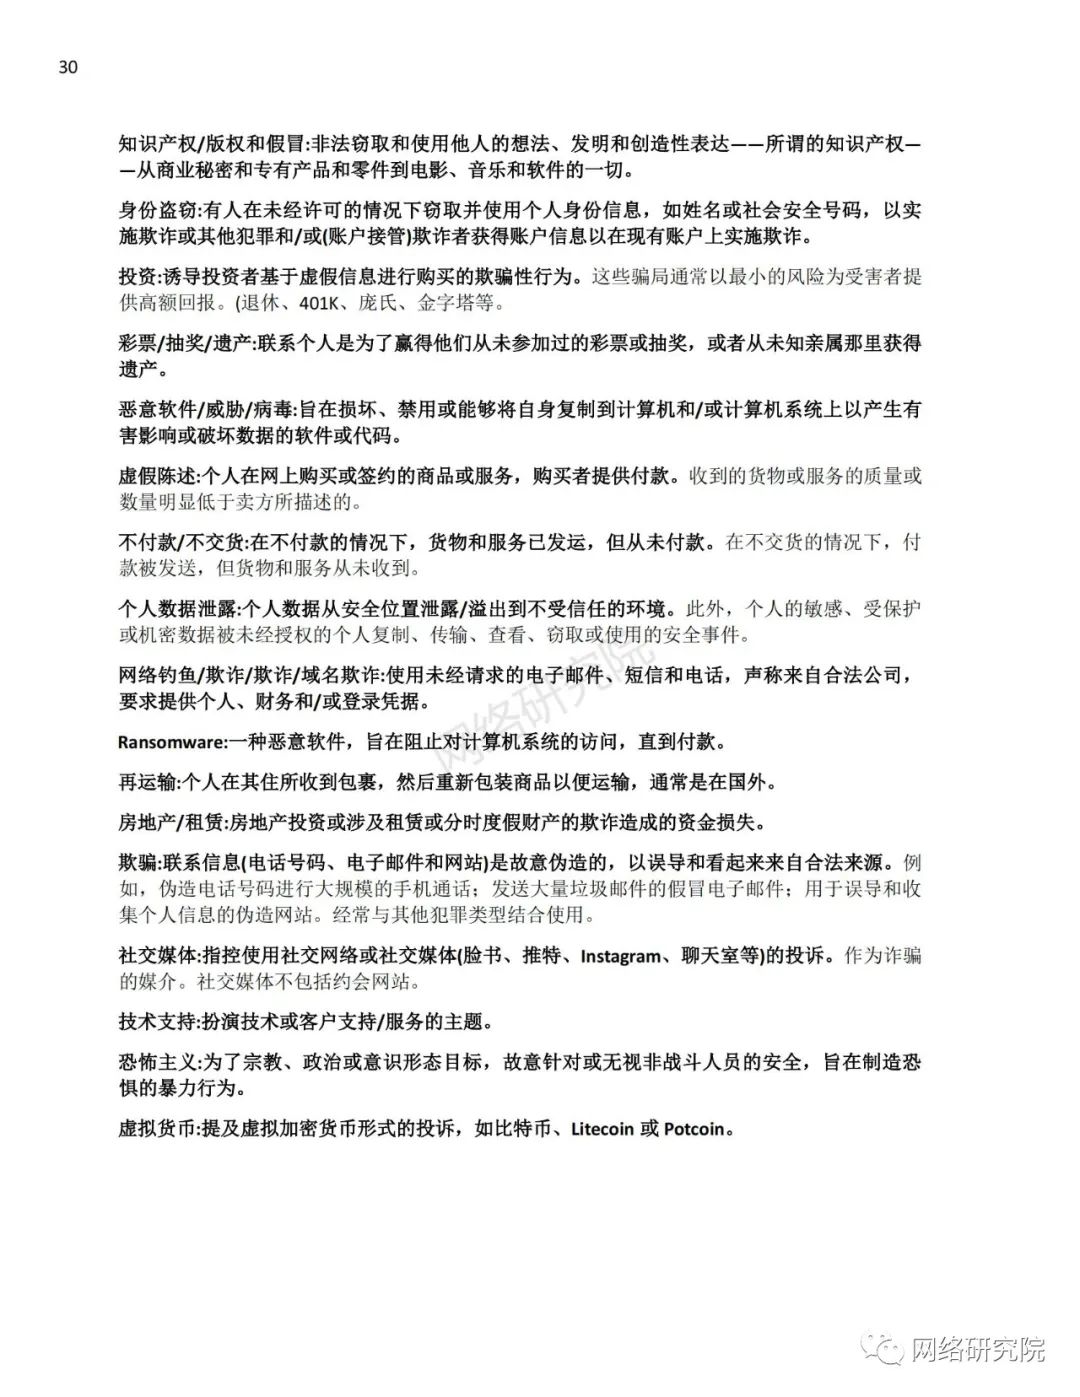 30
知识产权/版权和假冒:非法窃取和使用他人的想法、发明和创造性表达——所谓的知识产权—
—从商业秘密和专有产品和零件到电影、音乐和软件的一切。
身份盗窃:有人在未经许可的情况下窃取并使用个人身份信息，如姓名或社会安全号码，以实
施欺诈或其他犯罪和/或(账户接管)欺诈者获得账户信息以在现有账户上实施欺诈。
投资:诱导投资者基于虚假信息进行购买的欺骗性行为。这些骗局通常以最小的风险为受害者提
供高额回报。(退休、401K、庞氏、金字塔等。
彩票/抽奖/遗产:联系个人是为了赢得他们从未参加过的彩票或抽奖，或者从未知亲属那里获得
遗产。
恶意软件/威胁/病毒:旨在损坏、禁用或能够将自身复制到计算机和/或计算机系统上以产生有
害影响或破坏数据的软件或代码。
虚假陈述:个人在网上购买或签约的商品或服务，购买者提供付款。收到的货物或服务的质量或
数量明显低于卖方所描述的。
不付款/不交货:在不付款的情况下，货物和服务已发运，但从未付款。在不交货的情况下，付
款被发送，但货物和服务从未收到。
个人数据泄露:个人数据从安全位置泄露/溢出到不受信任的环境。此外，个人的敏感、受保护
或机密数据被未经授权的个人复制、传输、查看、窃取或使用的安全事件。
网络钓鱼/欺诈/欺诈/域名欺诈:使用未经请求的电子邮件、短信和电话，声称来自合法公司，
要求提供个人、财务和/或登录凭据。
Ransomware:一种恶意软件，旨在阻止对计算机系统的访问，直到付款。
再运输:个人在其住所收到包裹，然后重新包装商品以便运输，通常是在国外。
房地产/租赁:房地产投资或涉及租赁或分时度假财产的欺诈造成的资金损失。
欺骗:联系信息(电话号码、电子邮件和网站)是故意伪造的，以误导和看起来来自合法来源。例
如，伪造电话号码进行大规模的手机通话；发送大量垃圾邮件的假冒电子邮件；用于误导和收
集个人信息的伪造网站。经常与其他犯罪类型结合使用。
社交媒体:指控使用社交网络或社交媒体(脸书、推特、Instagram、聊天室等)的投诉。作为诈骗
的媒介。社交媒体不包括约会网站。
技术支持:扮演技术或客户支持/服务的主题。
恐怖主义:为了宗教、政治或意识形态目标，故意针对或无视非战斗人员的安全，旨在制造恐
惧的暴力行为。
虚拟货币:提及虚拟加密货币形式的投诉，如比特币、Litecoin 或 Potcoin。
网络研究院
网络研究院